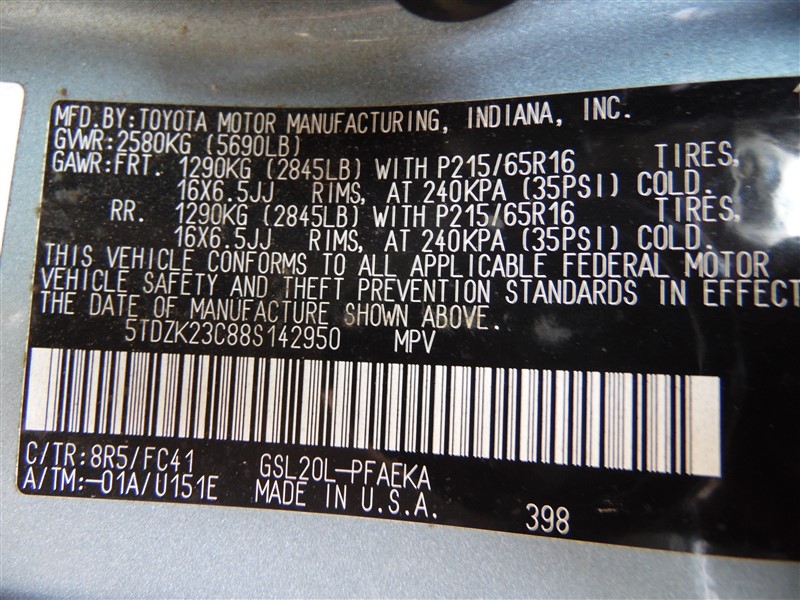 MFD.BY:TOYOTA MOTOR MANUFACTURING, INDIANA, INC.
GVWR:2580KG (5690LB)
GAWR:FRT. 1290KG (2845LB) WITH P215/65R16 TIRES,
16X6.5JJ RIMS, AT 240KPA (35PSI) COLD.
RR. 1290KG (2845LB) WITH P215/65R16 TIRES,
16X6.5JJ RIMS, AT 240KPA (35PSI) COLD.
THIS VEHICLE CONFORMS TO ALL APPLICABLE FEDERAL MOTOR
VEHICLE SAFETY AND THEFT PREVENTION STANDARDS IN EFFECT
THE DATE OF MANUFACTURE SHOWN ABOVE.
5TDZK23C88S142950 MPV
C/TR:8R5/FC41 GSL20L-PFAEKA
A/TM:-01A/U151E MADE IN U.S.A. 398